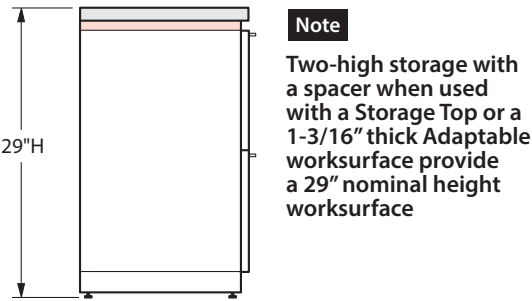 29"H
Note
Two-high storage with
a spacer when used
with a Storage Top or a
1-3/16” thick Adaptable
worksurface provide
a 29” nominal height
worksurface